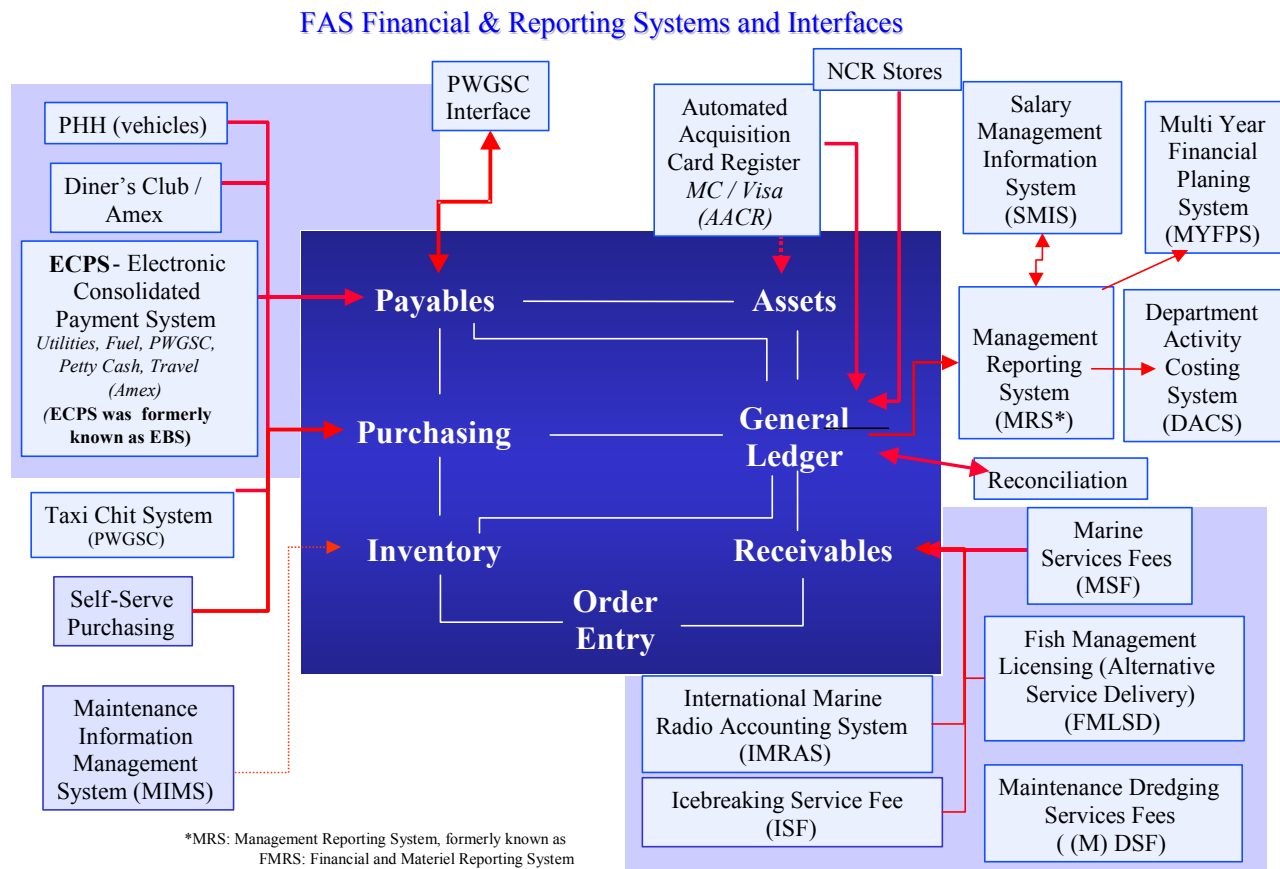 FAS Financial & Reporting Systems and Interfaces
NCR Stores
PWGSC
Interface
PHH (vehicles)
Diner’s Club /
Amex
ECPS- Electronic
Consolidated
Payment System
Utilities, Fuel, PWGSC,
Petty Cash, Travel
(Amex)
(ECPS was formerly
known as EBS)
Taxi Chit System
(PWGSC)
Self-Serve
Purchasing
Maintenance
Information
Management
System (MIMS)
Automated
Acquisition
Card Register
MC / Visa
(AACR)
Salary
Management
Information
System
(SMIS)
Multi Year
Financial
Planing
System
(MYFPS)
Management
Reporting
System
(MRS*)
Department
Activity
Costing
System
(DACS)
Payables
Assets
Purchasing
General
Ledger
Inventory
Receivables
Order
Entry
Reconciliation
Marine
Services Fees
(MSF)
Fish Management
Licensing (Alternative
Service Delivery)
(FMLSD)
International Marine
Radio Accounting System
(IMRAS)
Icebreaking Service Fee
(ISF)
Maintenance Dredging
Services Fees
( (M) DSF)
*MRS: Management Reporting System, formerly known as
FMRS: Financial and Materiel Reporting System